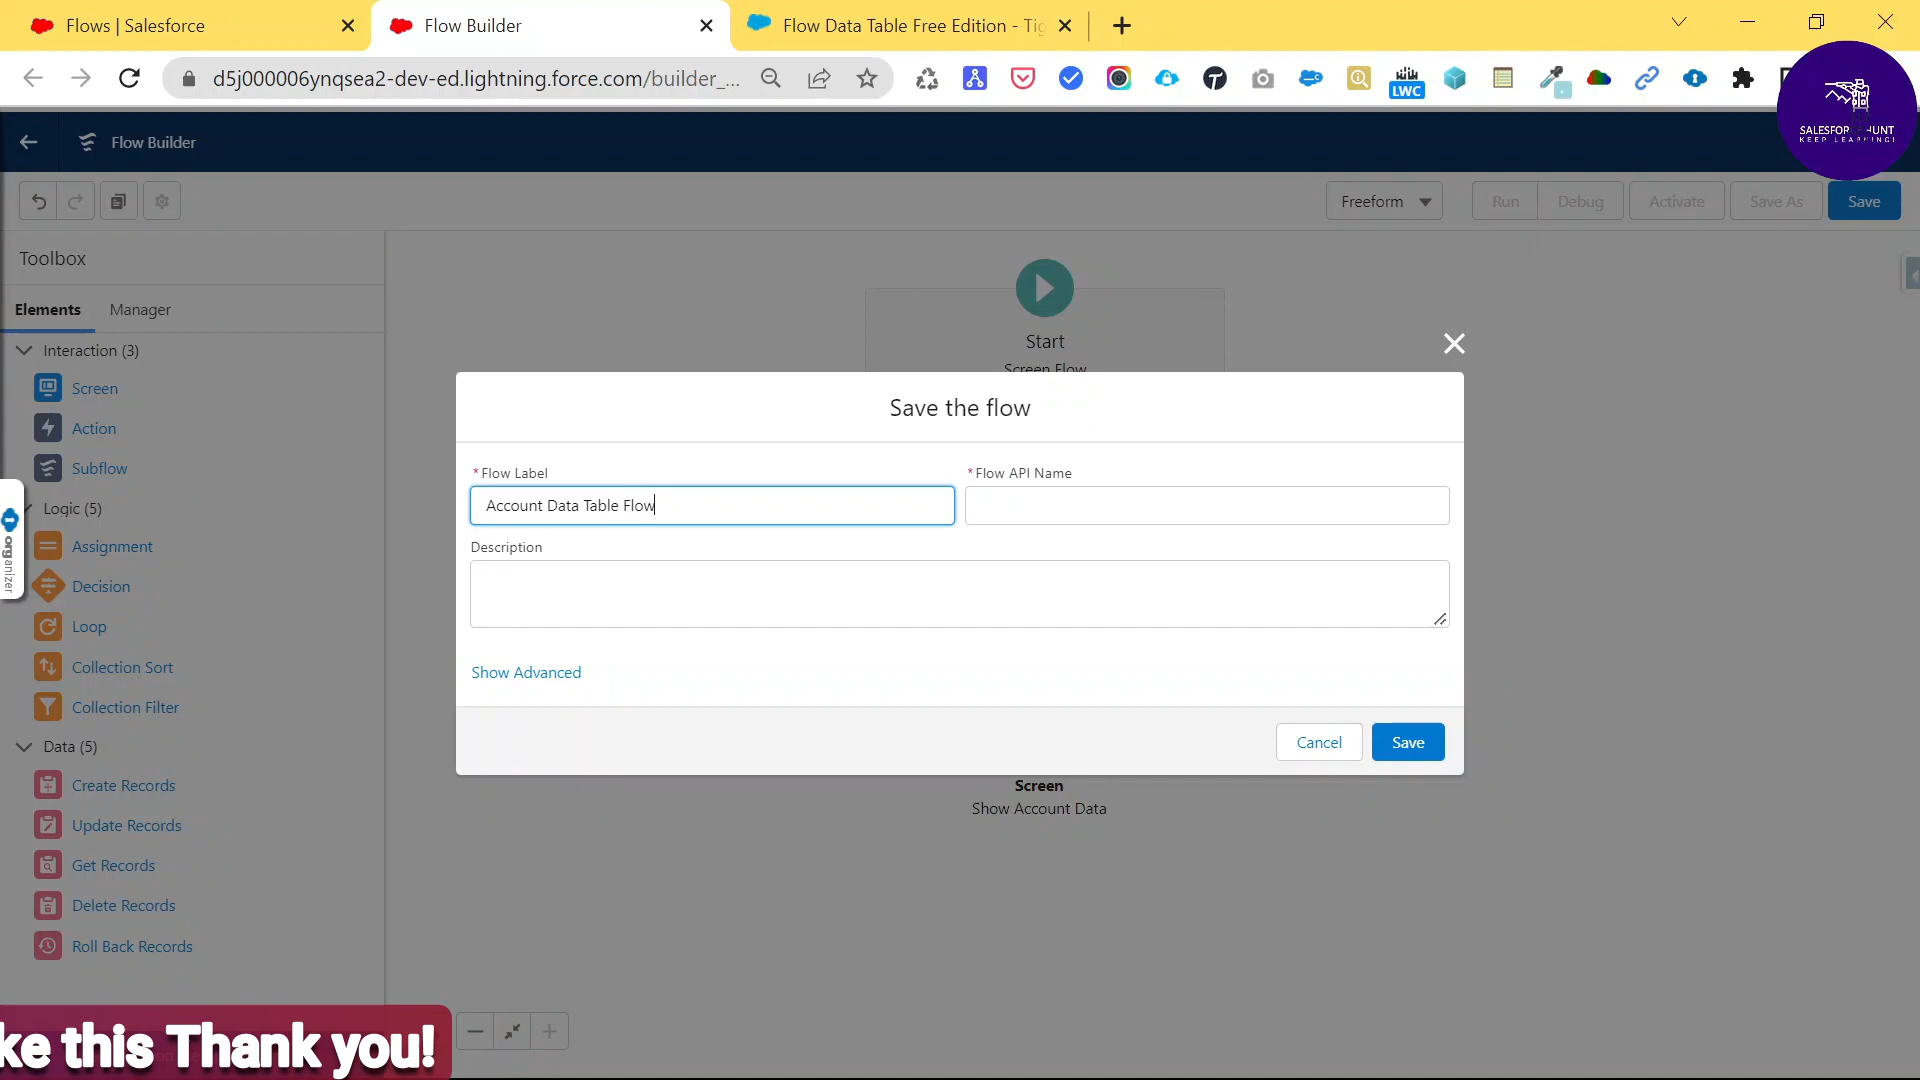 Flows | Salesforce
Flow Builder
Flow Data Table Free Edition - Tig
d5j000006ynqsea2-dev-ed.lightning.force.com/builder_...
LWC
KEEP LEARNING!
Flow Builder
Freeform
Run
Debug
Activate
Save As
Save
Toolbox
Elements
Manager
Interaction (3)
Screen
Action
Subflow
Logic (5)
Assignment
Decision
Loop
Collection Sort
Collection Filter
Data (5)
Create Records
Update Records
Get Records
Delete Records
Roll Back Records
organizer
Start
Screen Flow
Save the flow
* Flow Label
* Flow API Name
Account Data Table Flow
Description
Show Advanced
Cancel
Save
Screen
Show Account Data
ke this Thank you!